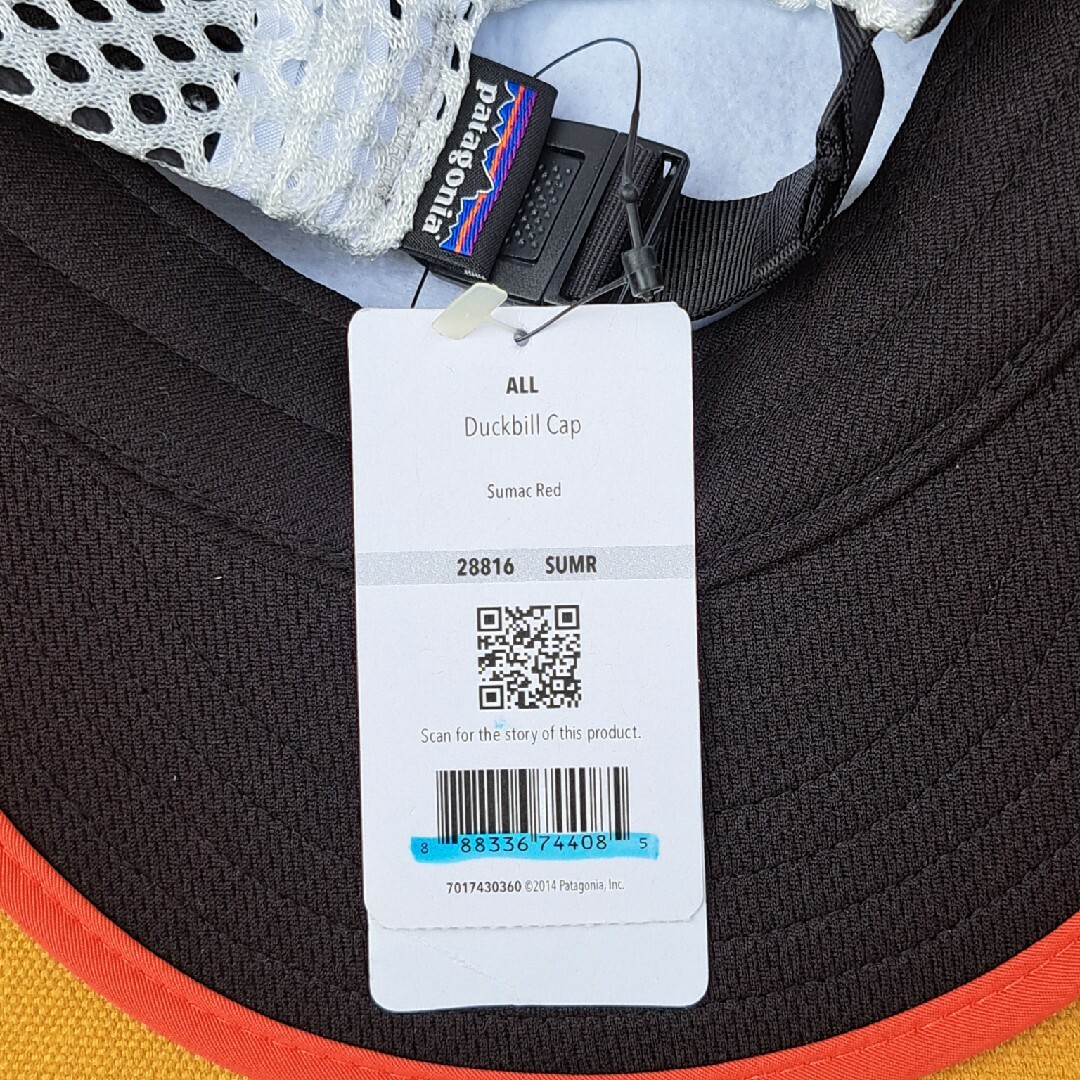 patagonia
ALL
Duckbill Cap
Sumac Red
28816 SUMR
Scan for the story of this product.
8 88336 74408 5
7017430360 ©2014 Patagonia, Inc.